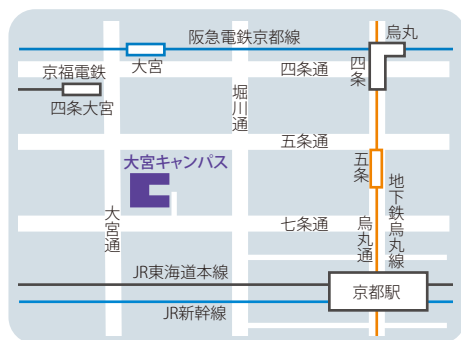 阪急電鉄京都線
烏丸
大宮
京福電鉄
四条通
四条
四条大宮
堀川通
五条通
大宮キャンパス
五条
地下鉄烏丸線
大宮通
七条通
烏丸通
JR東海道本線
京都駅
JR新幹線